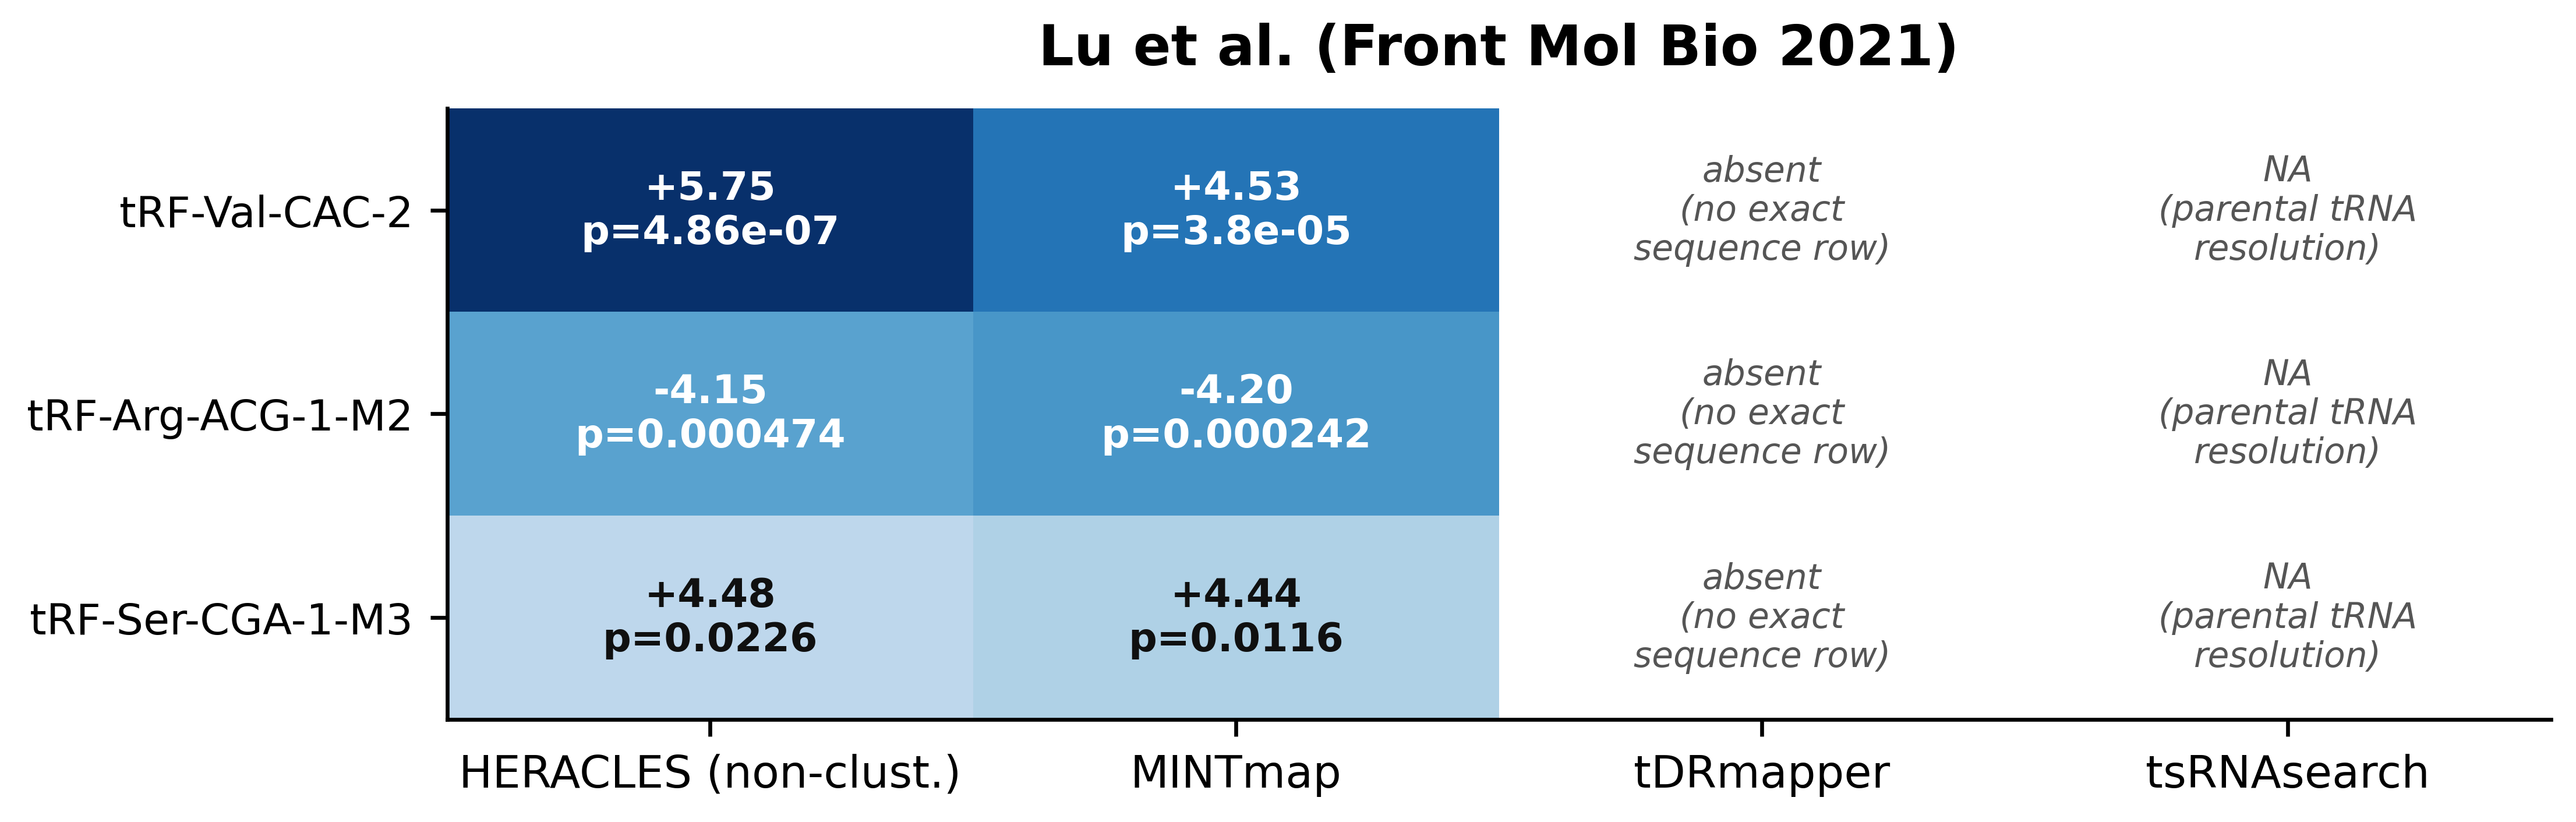 Lu et al. (Front Mol Bio 2021)
tRF-Val-CAC-2
+5.75
p=4.86e-07
+4.53
p=3.8e-05
absent
(no exact
sequence row)
NA
(parental tRNA
resolution)
tRF-Arg-ACG-1-M2
-4.15
p=0.000474
-4.20
p=0.000242
absent
(no exact
sequence row)
NA
(parental tRNA
resolution)
tRF-Ser-CGA-1-M3
+4.48
p=0.0226
+4.44
p=0.0116
absent
(no exact
sequence row)
NA
(parental tRNA
resolution)
HERACLES (non-clust.)
MINTmap
tDRmapper
tsRNAsearch